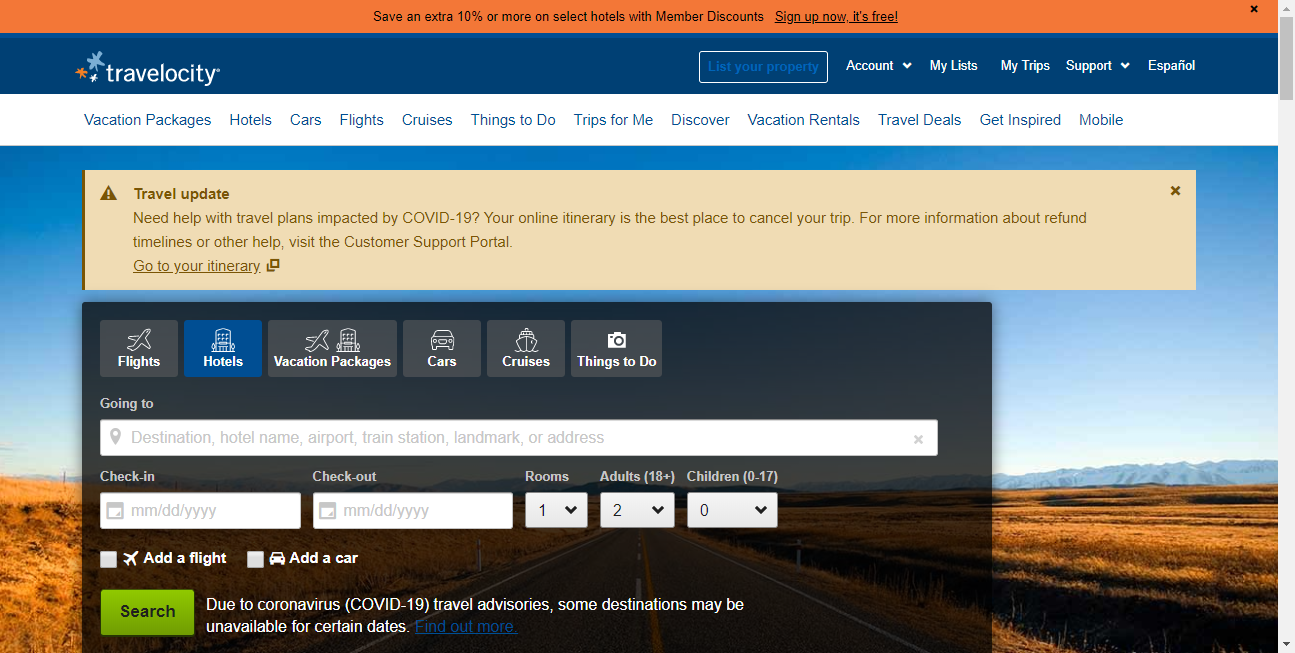 Save an extra 10% or more on select hotels with Member Discounts Sign up now, it's free!
travelocity
List your property Account My Lists My Trips Support Español
Vacation Packages Hotels Cars Flights Cruises Things to Do Trips for Me Discover Vacation Rentals Travel Deals Get Inspired Mobile
Travel update
Need help with travel plans impacted by COVID-19? Your online itinerary is the best place to cancel your trip. For more information about refund
timelines or other help, visit the Customer Support Portal.
Go to your itinerary
Flights Hotels Vacation Packages Cars Cruises Things to Do
Going to
Destination, hotel name, airport, train station, landmark, or address
Check-in Check-out Rooms Adults (18+) Children (0-17)
mm/dd/yyyy mm/dd/yyyy 1 2 0
Add a flight Add a car
Search Due to coronavirus (COVID-19) travel advisories, some destinations may be
unavailable for certain dates. Find out more.